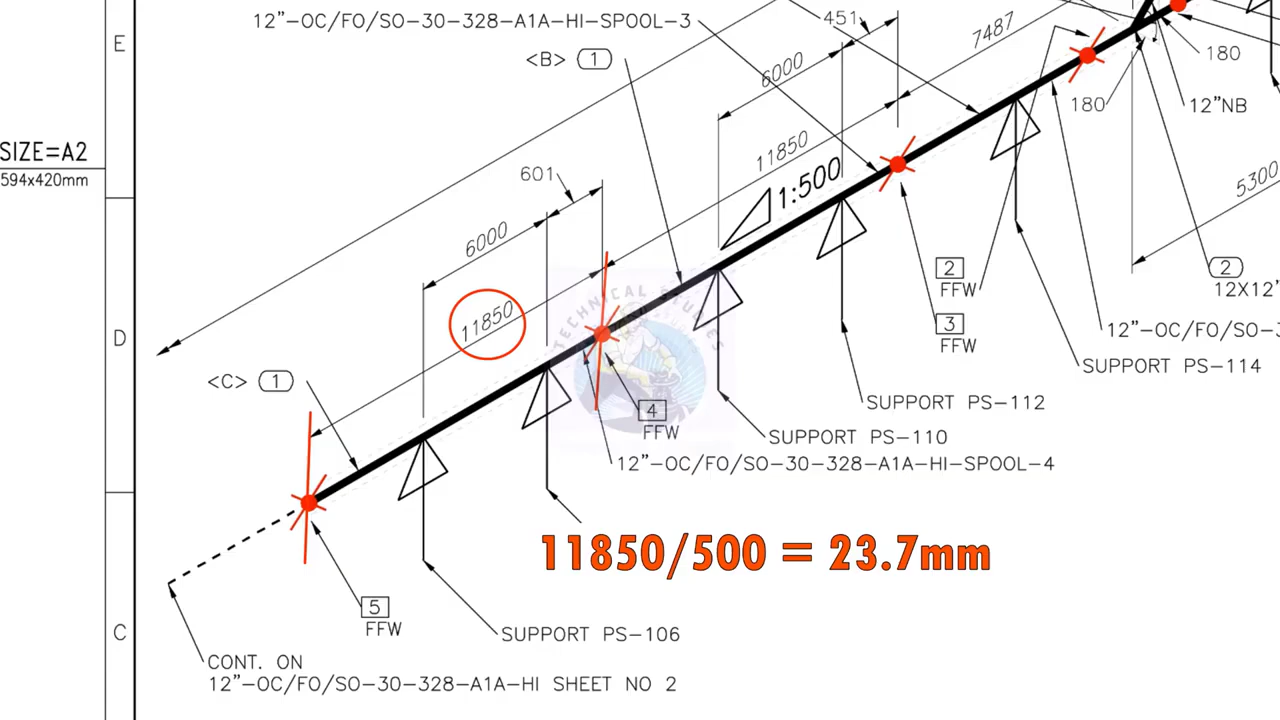 E
12”-OC/FO/SO-30-328-A1A-HI-SPOOL-3
451
7487
<B> 1
6000
180
180
12”NB
SIZE=A2
594x420mm
11850
601
1:500
5300
6000
2
FFW
2
12X12”
TECHNICAL STUDIES
11850
3
FFW
12”-OC/FO/SO-3
D
SUPPORT PS-114
<C> 1
SUPPORT PS-112
4
FFW
SUPPORT PS-110
12”-OC/FO/SO-30-328-A1A-HI-SPOOL-4
11850/500 = 23.7mm
5
FFW
C
SUPPORT PS-106
CONT. ON
12”-OC/FO/SO-30-328-A1A-HI SHEET NO 2